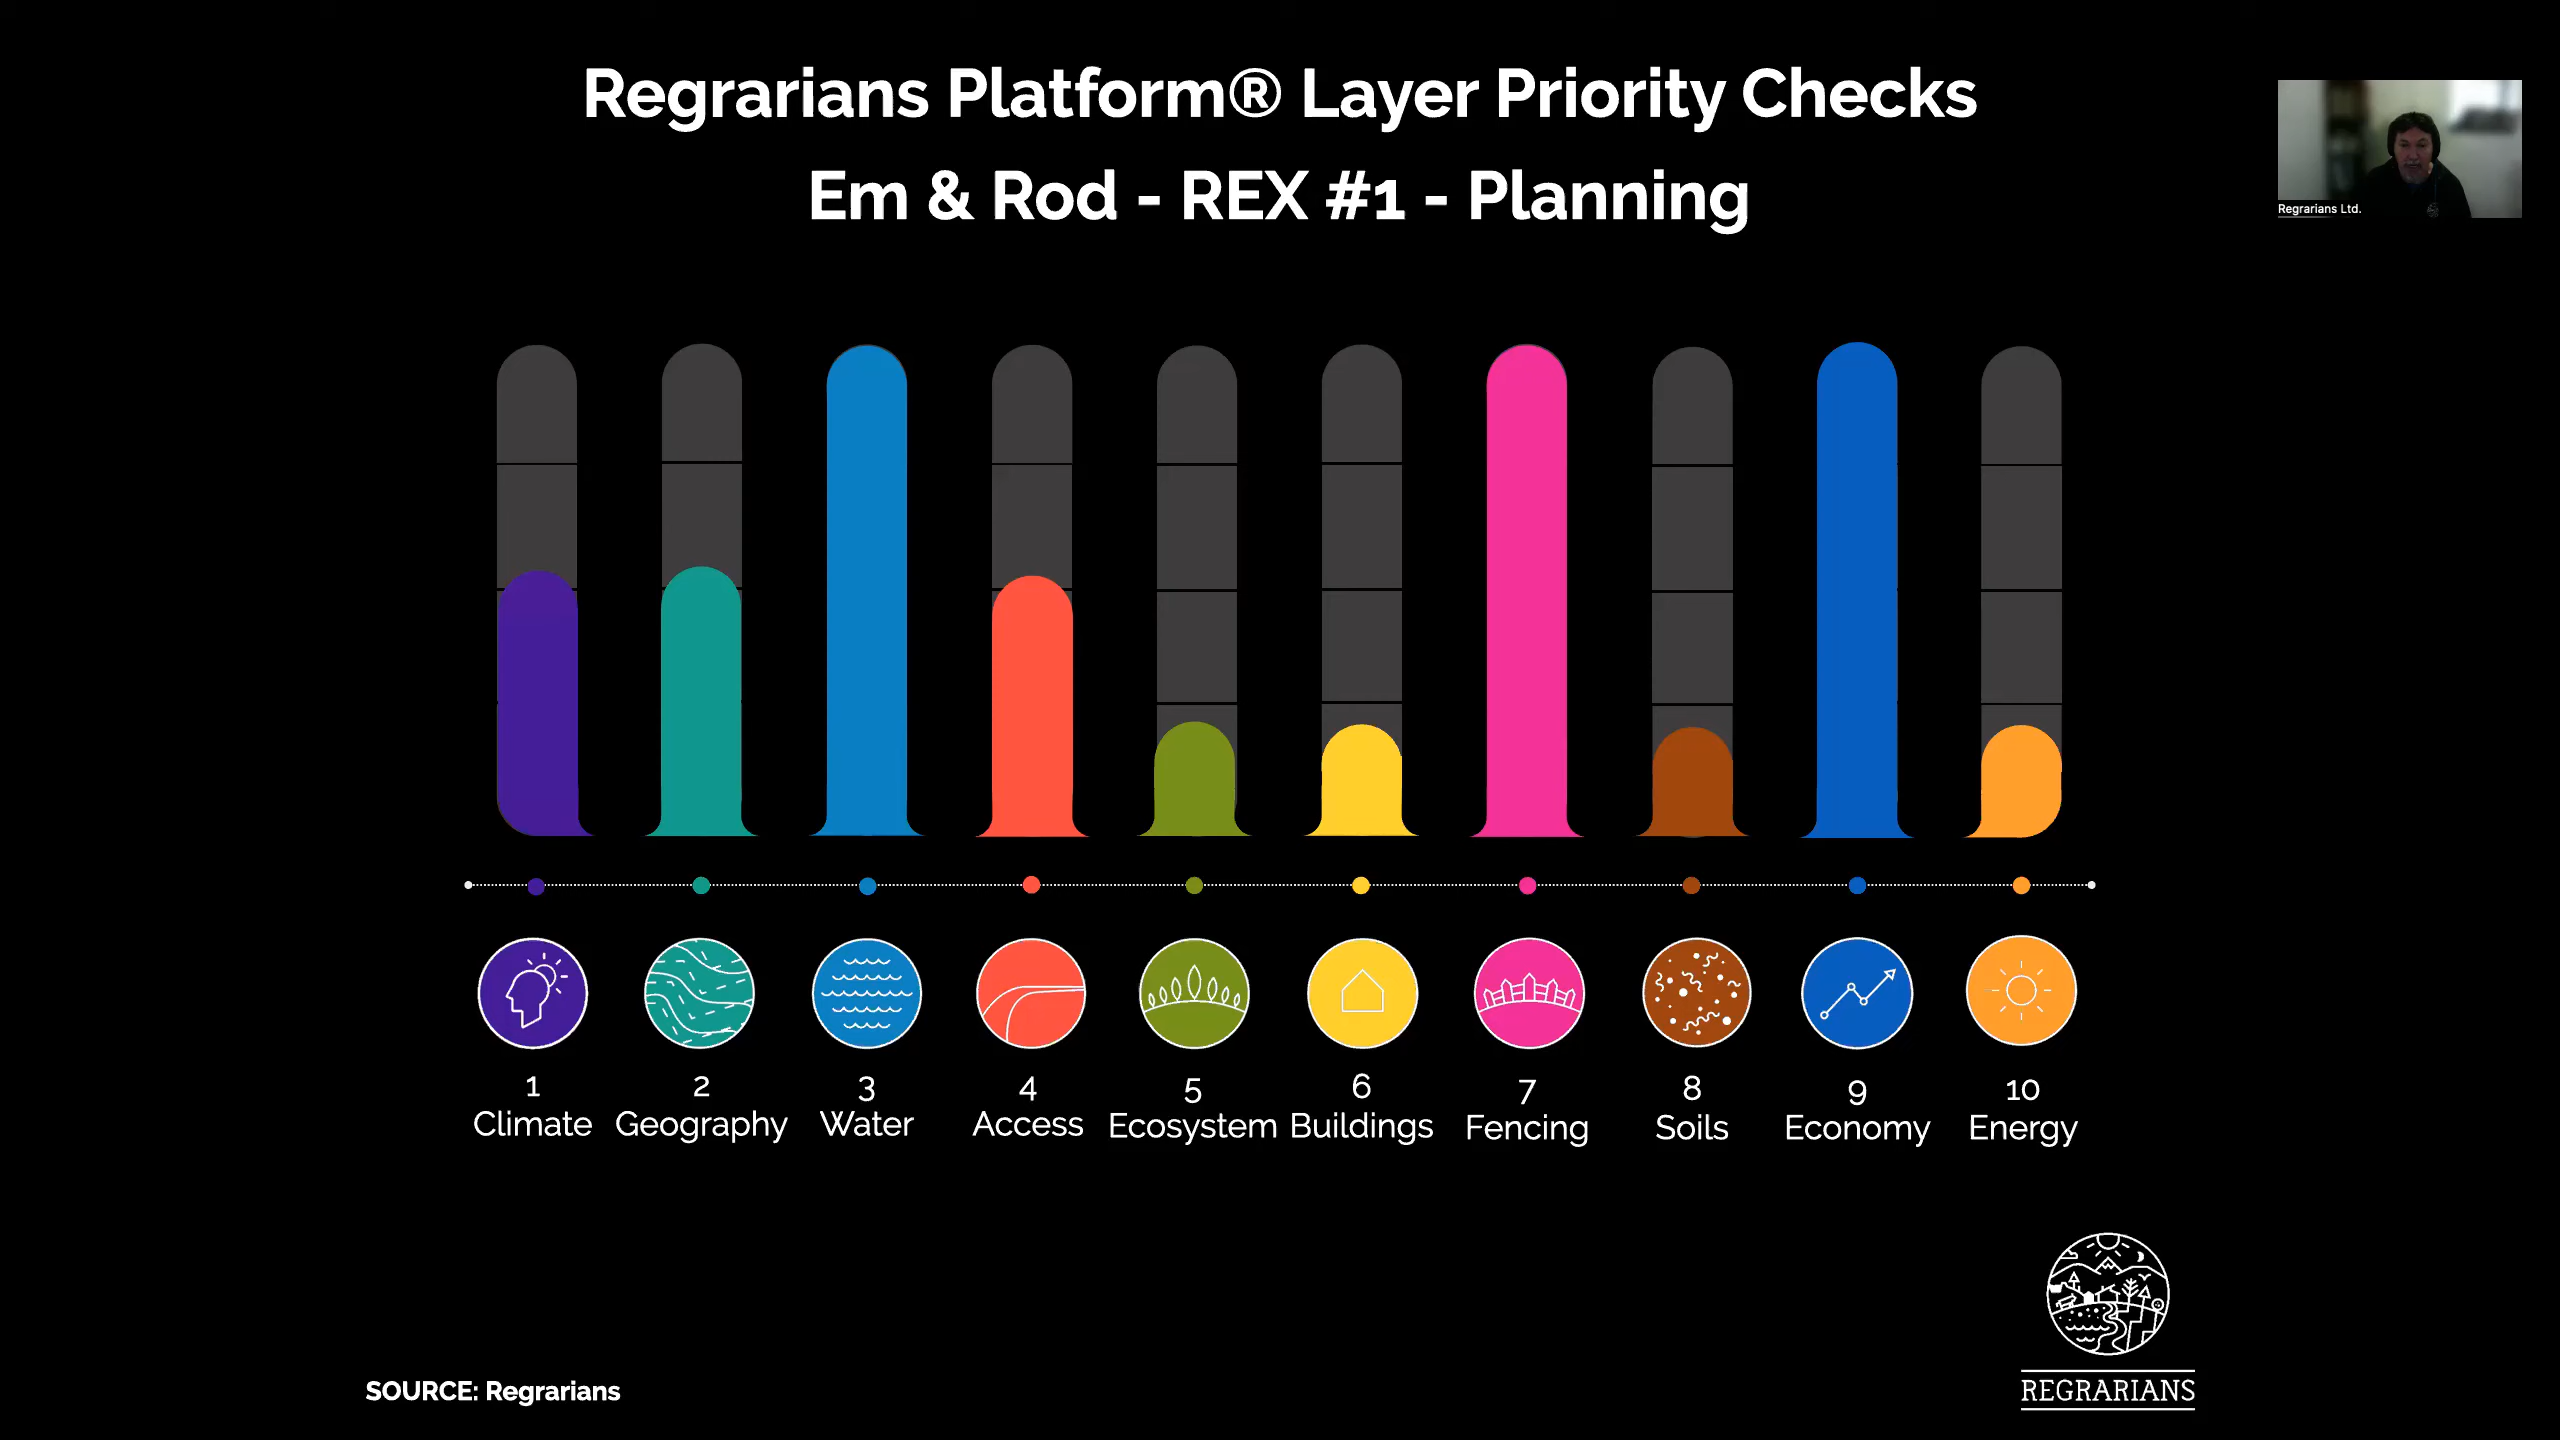 Regrarians Platform® Layer Priority Checks
Em & Rod - REX #1 - Planning
Regrarians Ltd.
1 2 3 4 5 6 7 8 9 10
Climate Geography Water Access Ecosystem Buildings Fencing Soils Economy Energy
SOURCE: Regrarians
REGRARIANS